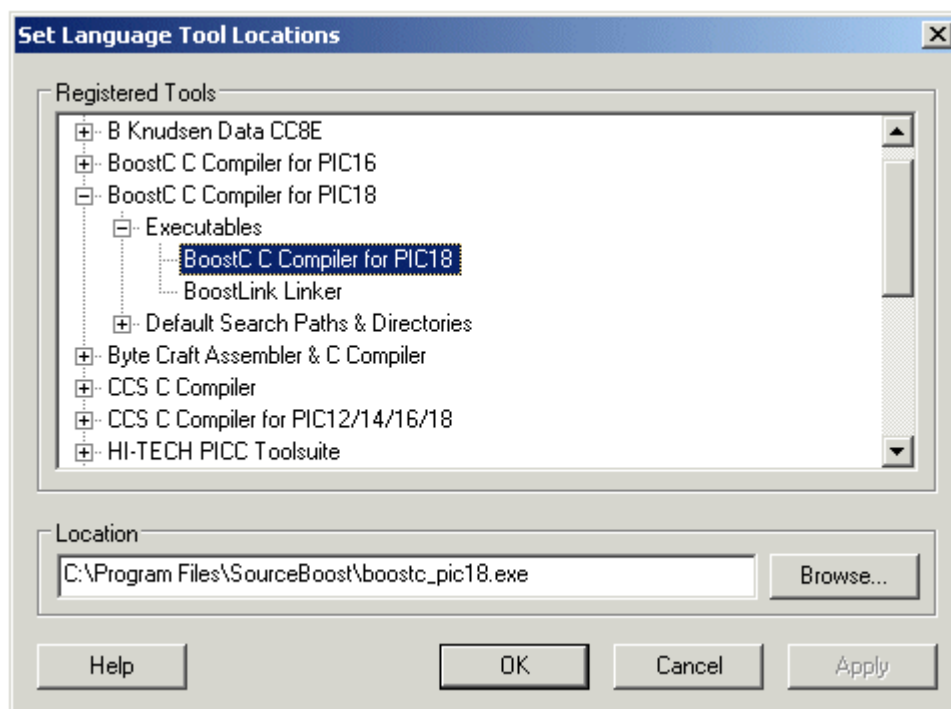 Set Language Tool Locations
Registered Tools
B Knudsen Data CC8E
BoostC C Compiler for PIC16
BoostC C Compiler for PIC18
Executables
BoostC C Compiler for PIC18
BoostLink Linker
Default Search Paths & Directories
Byte Craft Assembler & C Compiler
CCS C Compiler
CCS C Compiler for PIC12/14/16/18
HI-TECH PICC Toolsuite
Location
C:\Program Files\SourceBoost\boostc_pic18.exe
Browse...
Help OK Cancel Apply